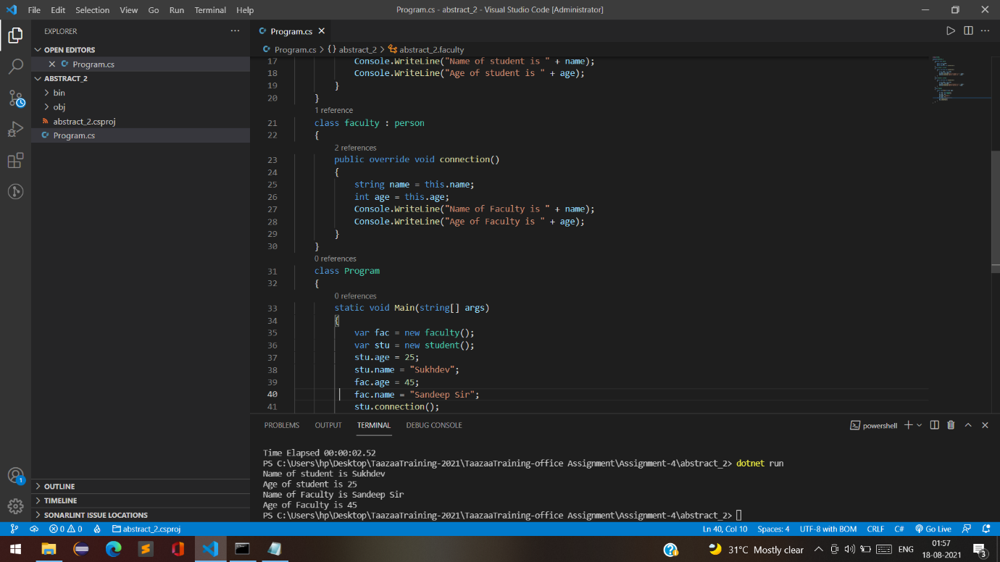 File Edit Selection View Go Run Terminal Help
Program.cs - abstract_2 - Visual Studio Code [Administrator]
EXPLORER
Program.cs
OPEN EDITORS
Program.cs > {} abstract_2 > abstract_2.faculty
Program.cs
ABSTRACT_2
bin
obj
abstract_2.csproj
Program.cs
17 Console.WriteLine("Name of student is " + name);
18 Console.WriteLine("Age of student is " + age);
19 }
20 }
1 reference
21 class faculty : person
22 {
2 references
23 public override void connection()
24 {
25 string name = this.name;
26 int age = this.age;
27 Console.WriteLine("Name of Faculty is " + name);
28 Console.WriteLine("Age of Faculty is " + age);
29 }
30 }
0 references
31 class Program
32 {
0 references
33 static void Main(string[] args)
34 {
35 var fac = new faculty();
36 var stu = new student();
37 stu.age = 25;
38 stu.name = "Sukhdev";
39 fac.age = 45;
40 fac.name = "Sandeep Sir";
41 stu.connection();
PROBLEMS OUTPUT TERMINAL DEBUG CONSOLE
powershell
Time Elapsed 00:00:02.52
PS C:\Users\hp\Desktop\TaazaaTraining-2021\TaazaaTraining-office Assignment\Assignment-4\abstract_2> dotnet run
Name of student is Sukhdev
Age of student is 25
Name of Faculty is Sandeep Sir
Age of Faculty is 45
PS C:\Users\hp\Desktop\TaazaaTraining-2021\TaazaaTraining-office Assignment\Assignment-4\abstract_2>
1
OUTLINE
TIMELINE
SONARLINT ISSUE LOCATIONS
0 0 abstract_2.csproj
Ln 40, Col 10 Spaces: 4 UTF-8 with BOM CRLF C# Go Live
31°C Mostly clear
ENG
01:57
18-08-2021
3